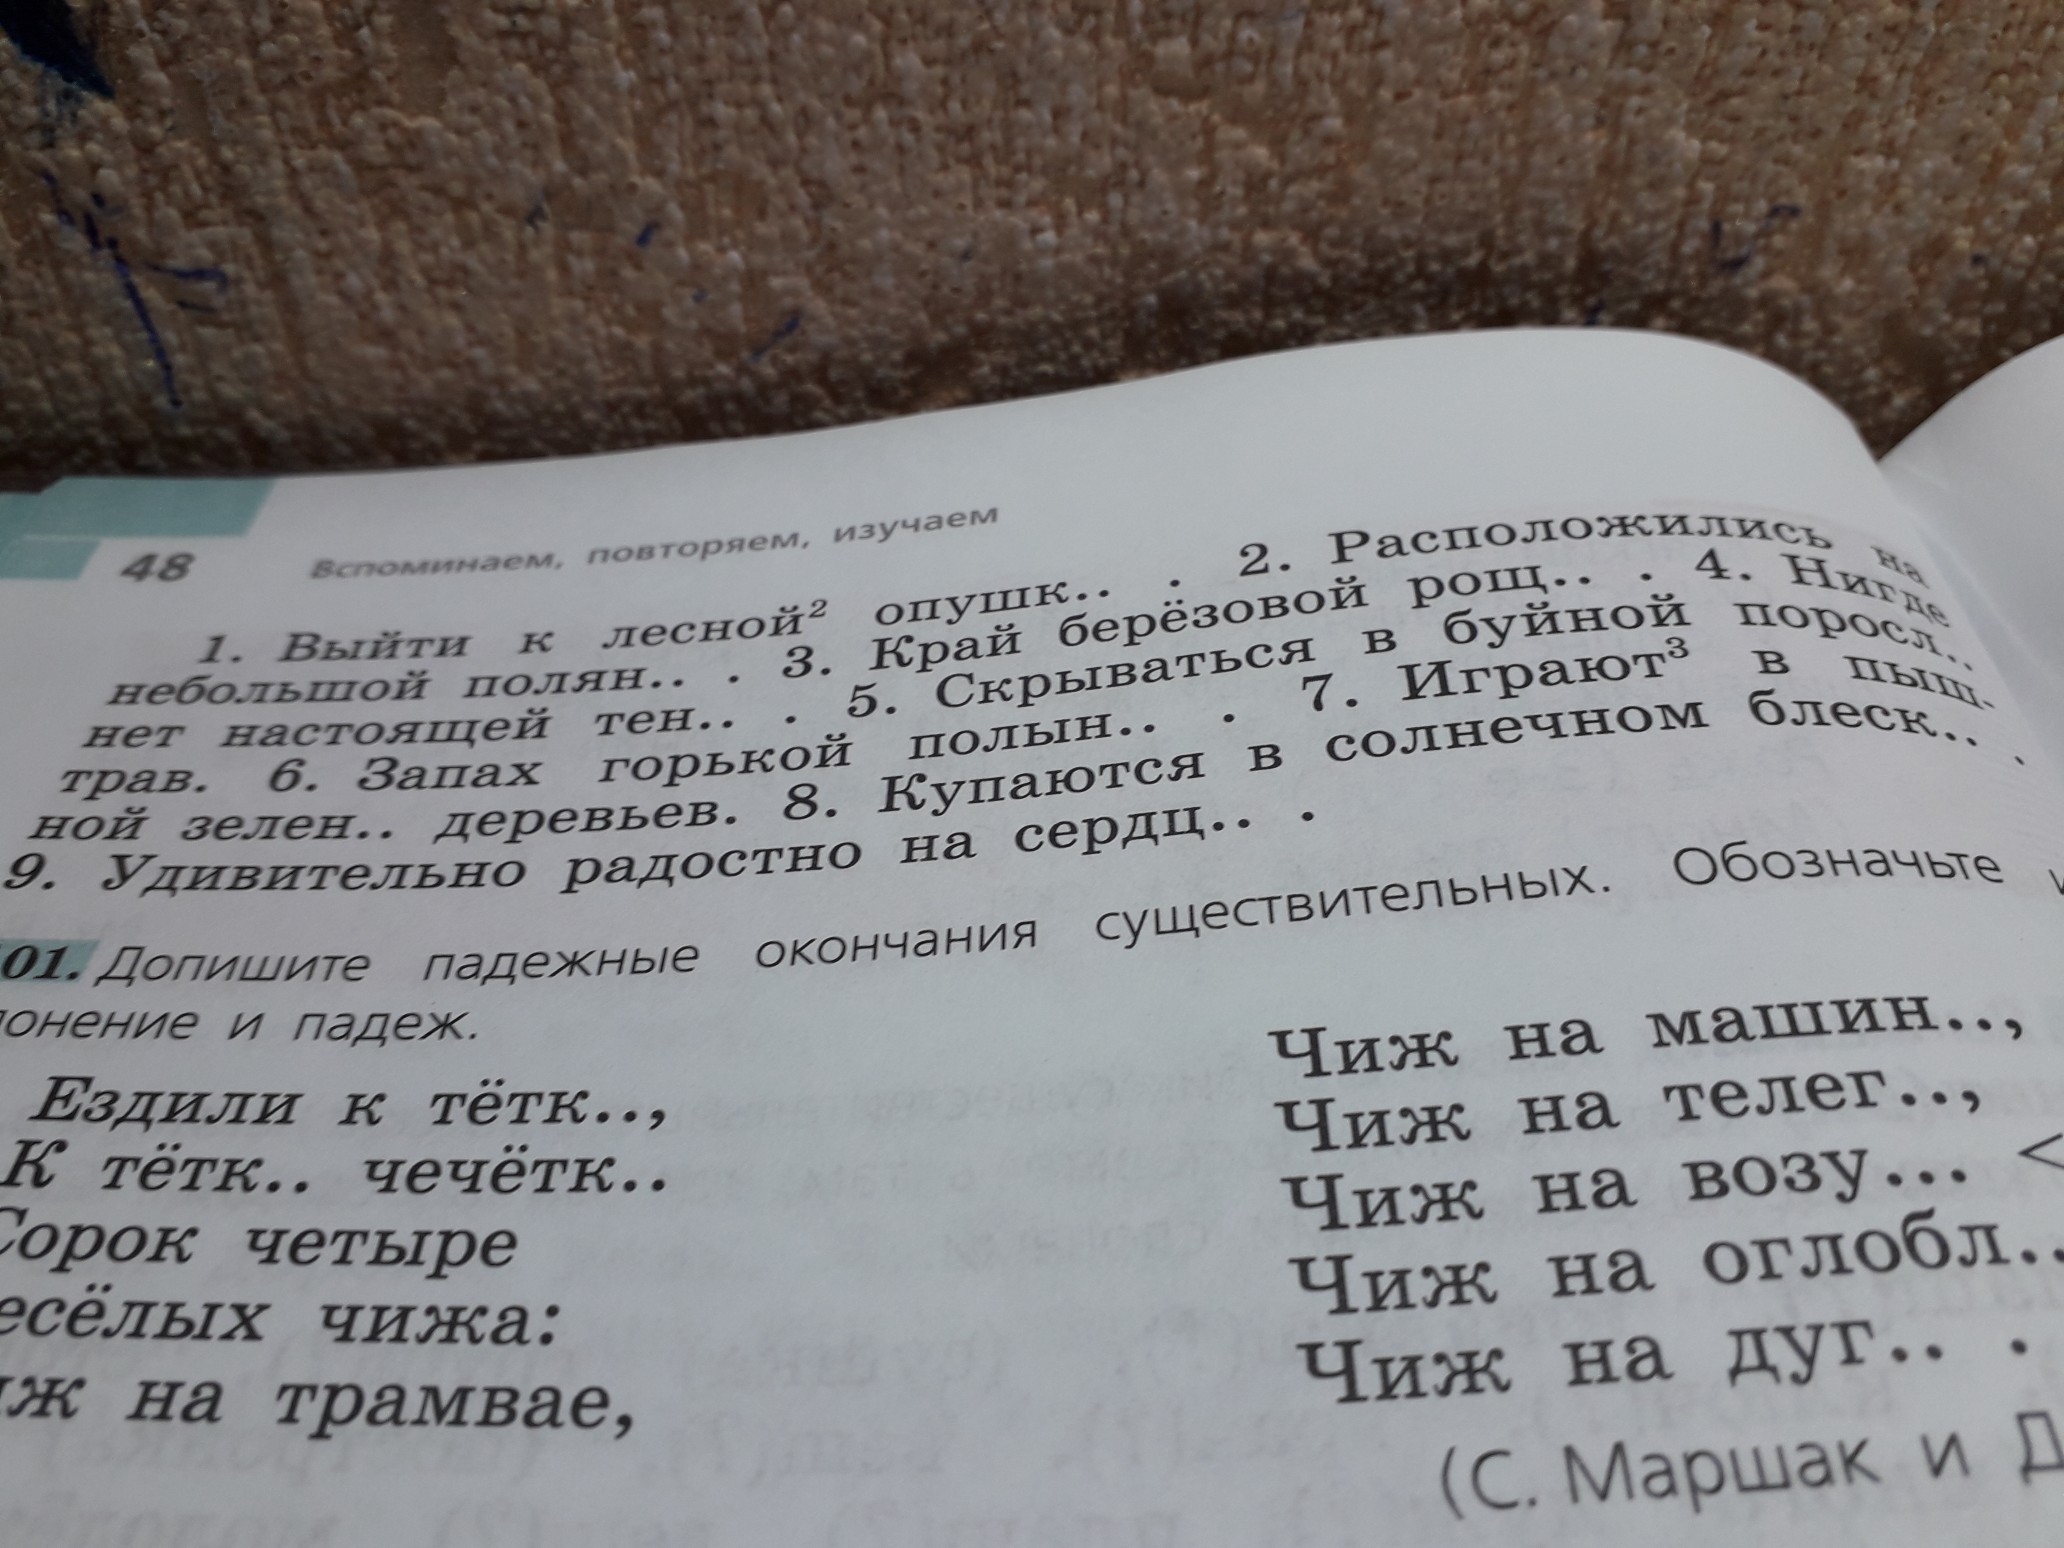 48 Вспоминаем, повторяем, изучаем
1. Выйти к лесной² опушк.. . 2. Расположились на
небольшой полян.. . 3. Край берёзовой рощ.. . 4. Нигде
нет настоящей тен.. . 5. Скрываться в буйной поросл..
трав. 6. Запах горькой полын.. . 7. Играют³ в пыш-
ной зелен.. деревьев. 8. Купаются в солнечном блеск.. .
9. Удивительно радостно на сердц.. .
01. Допишите падежные окончания существительных. Обозначьте
лонение и падеж.
Ездили к тётк..,
К тётк.. чечётк..
Сорок четыре
есёлых чижа:
иж на трамвае,
Чиж на машин..,
Чиж на телег..,
Чиж на возу... <
Чиж на оглобл..
Чиж на дуг.. .
(С. Маршак и Д